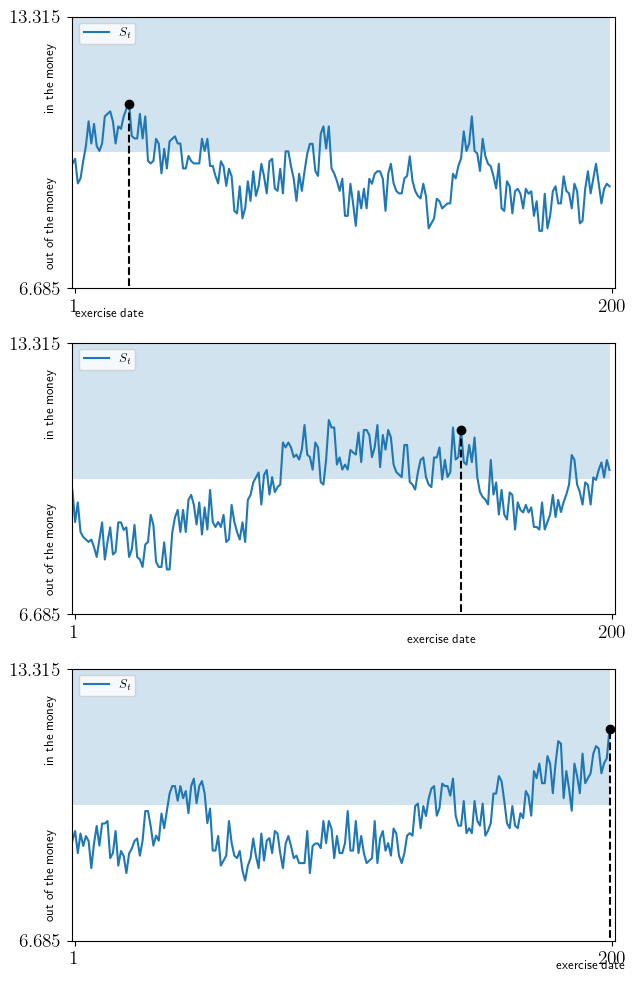 13.315
S_t
in the money
out of the money
6.685
1
200
exercise date
13.315
S_t
in the money
out of the money
6.685
1
200
exercise date
13.315
S_t
in the money
out of the money
6.685
1
200
exercise date